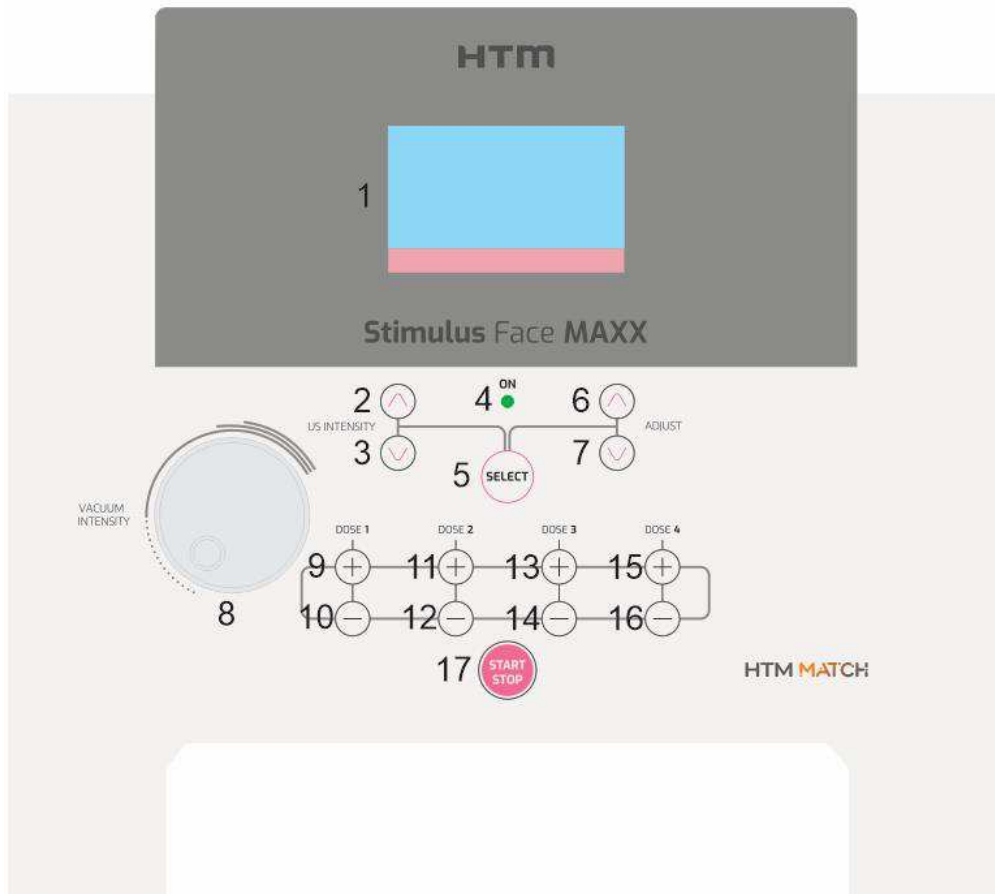 HTM
1
Stimulus Face MAXX
2
4 ON
6
US INTENSITY
ADJUST
3
5 SELECT
7
VACUUM
INTENSITY
8
DOSE 1 DOSE 2 DOSE 3 DOSE 4
9 + 11 + 13 + 15 +
10 − 12 − 14 − 16 −
17 START
STOP
HTM MATCH